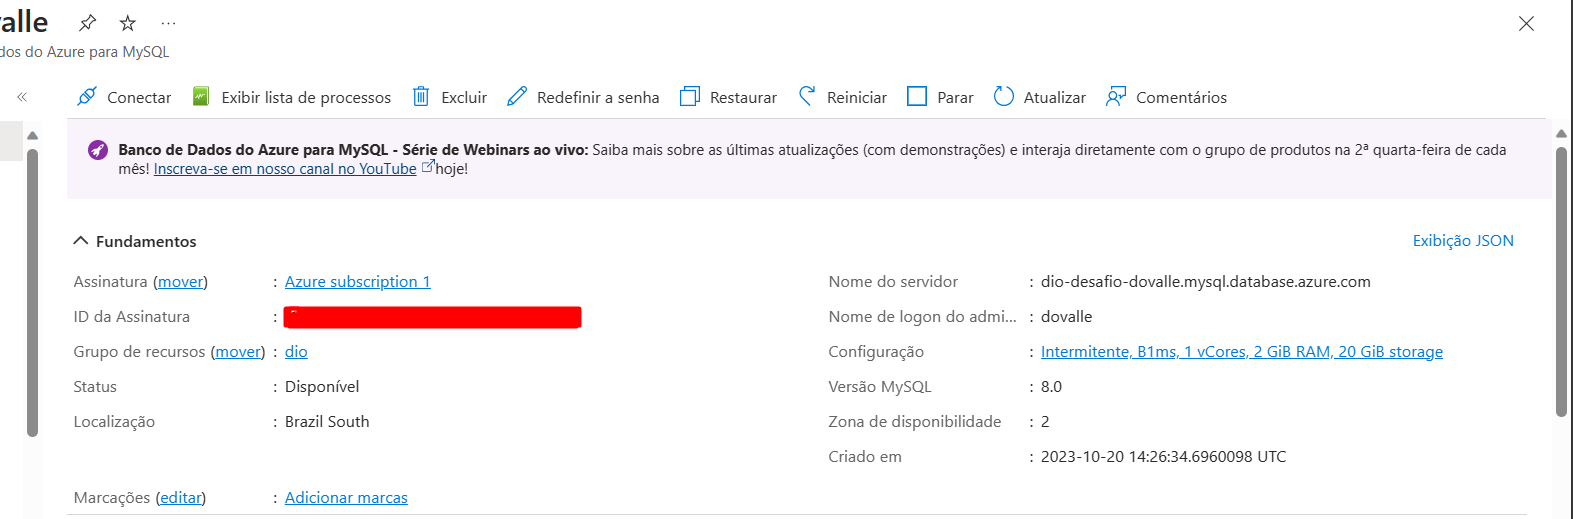 valle
dos do Azure para MySQL
Conectar Exibir lista de processos Excluir Redefinir a senha Restaurar Reiniciar Parar Atualizar Comentários
Banco de Dados do Azure para MySQL - Série de Webinars ao vivo: Saiba mais sobre as últimas atualizações (com demonstrações) e interaja diretamente com o grupo de produtos na 2ª quarta-feira de cada
mês! Inscreva-se em nosso canal no YouTube hoje!
Fundamentos
Exibição JSON
Assinatura (mover) : Azure subscription 1
ID da Assinatura :
Grupo de recursos (mover) : dio
Status : Disponível
Localização : Brazil South
Nome do servidor : dio-desafio-dovalle.mysql.database.azure.com
Nome de logon do admi... : dovalle
Configuração : Intermitente, B1ms, 1 vCores, 2 GiB RAM, 20 GiB storage
Versão MySQL : 8.0
Zona de disponibilidade : 2
Criado em : 2023-10-20 14:26:34.6960098 UTC
Marcações (editar) : Adicionar marcas